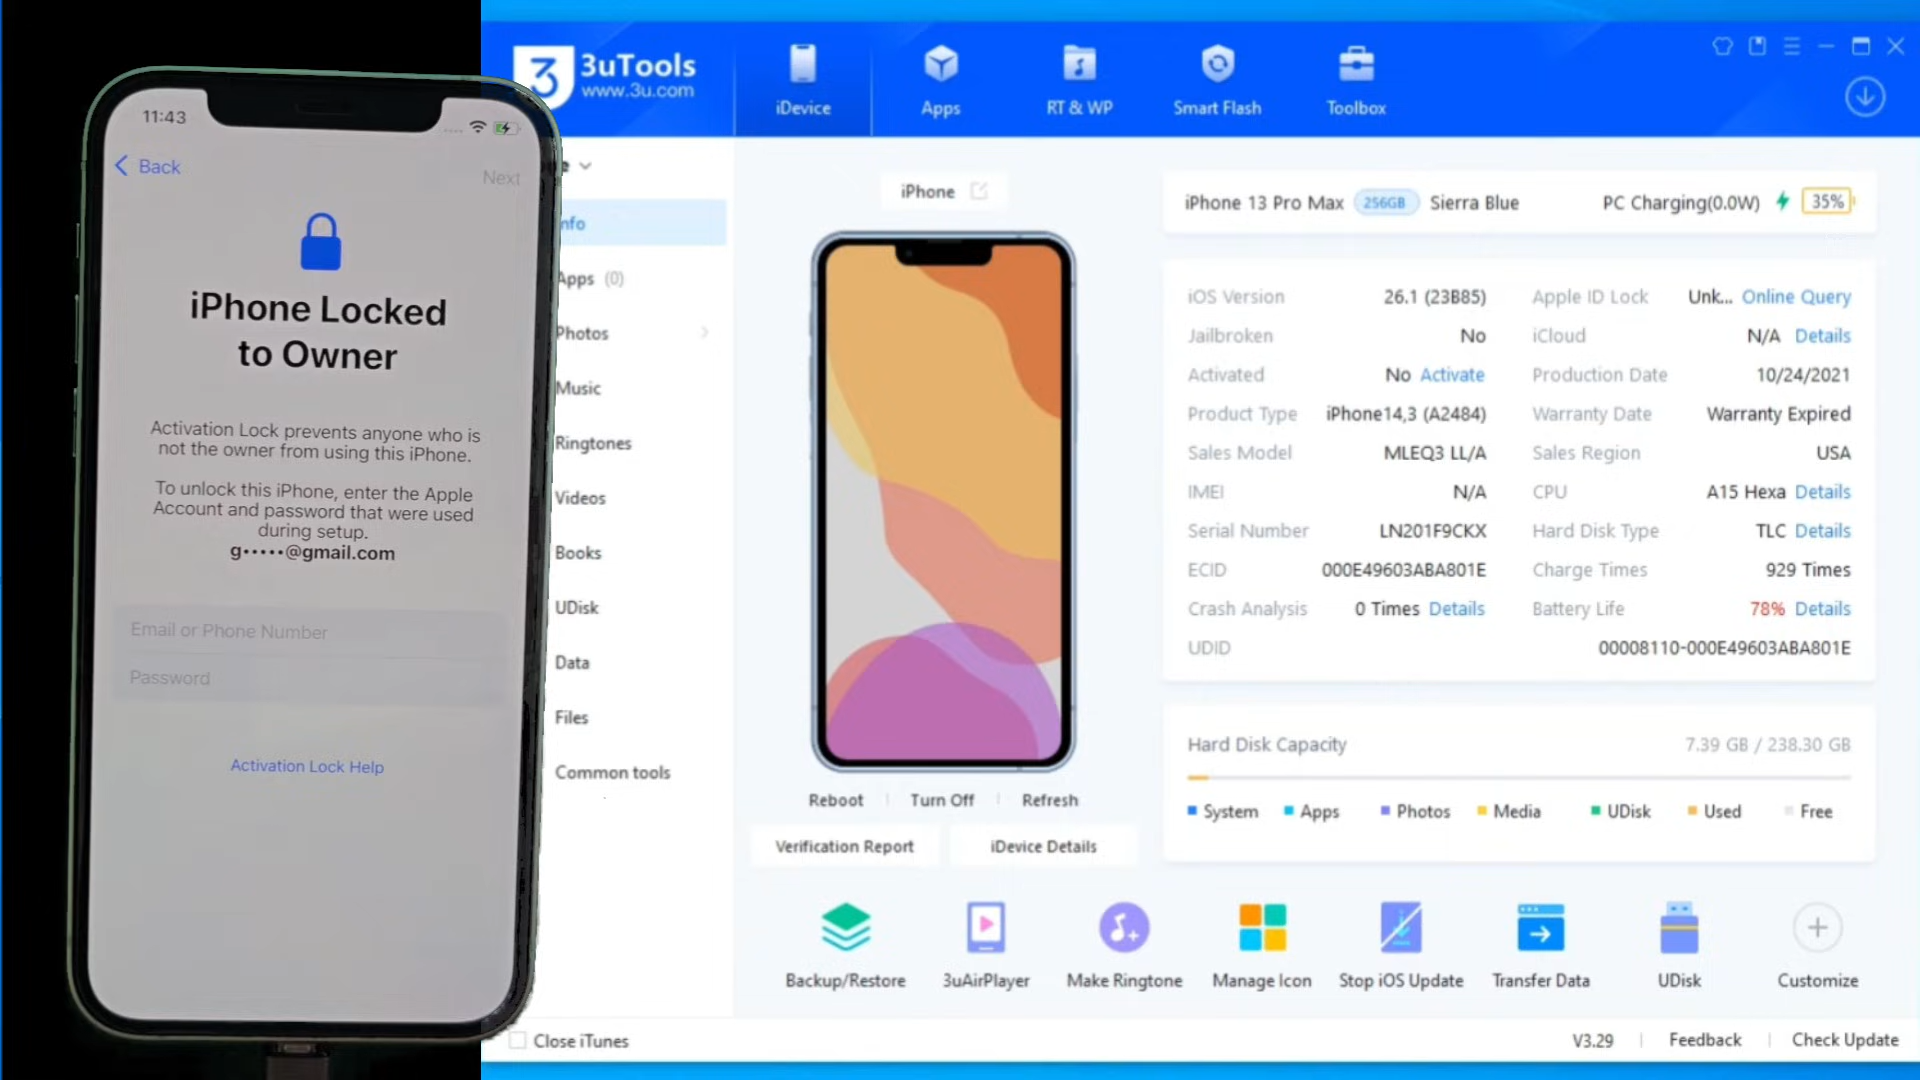 11:43
Back
Next
iPhone Locked
to Owner
Activation Lock prevents anyone who is
not the owner from using this iPhone.
To unlock this iPhone, enter the Apple
Account and password that were used
during setup.
g•••••@gmail.com
Email or Phone Number
Password
Activation Lock Help
3uTools
www.3u.com
iDevice
Apps
RT & WP
Smart Flash
Toolbox
Apps (0)
Photos
Music
Ringtones
Videos
Books
UDisk
Data
Files
Common tools
iPhone
Reboot
Turn Off
Refresh
Verification Report
iDevice Details
iPhone 13 Pro Max 256GB Sierra Blue
PC Charging(0.0W) 35%
iOS Version 26.1 (23B85)
Apple ID Lock Unk... Online Query
Jailbroken No
iCloud N/A Details
Activated No Activate
Production Date 10/24/2021
Product Type iPhone14,3 (A2484)
Warranty Date Warranty Expired
Sales Model MLEQ3 LL/A
Sales Region USA
IMEI N/A
CPU A15 Hexa Details
Serial Number LN201F9CKX
Hard Disk Type TLC Details
ECID 000E49603ABA801E
Charge Times 929 Times
Crash Analysis 0 Times Details
Battery Life 78% Details
UDID 00008110-000E49603ABA801E
Hard Disk Capacity 7.39 GB / 238.30 GB
System Apps Photos Media UDisk Used Free
Backup/Restore
3uAirPlayer
Make Ringtone
Manage Icon
Stop iOS Update
Transfer Data
UDisk
Customize
Close iTunes
V3.29
Feedback
Check Update